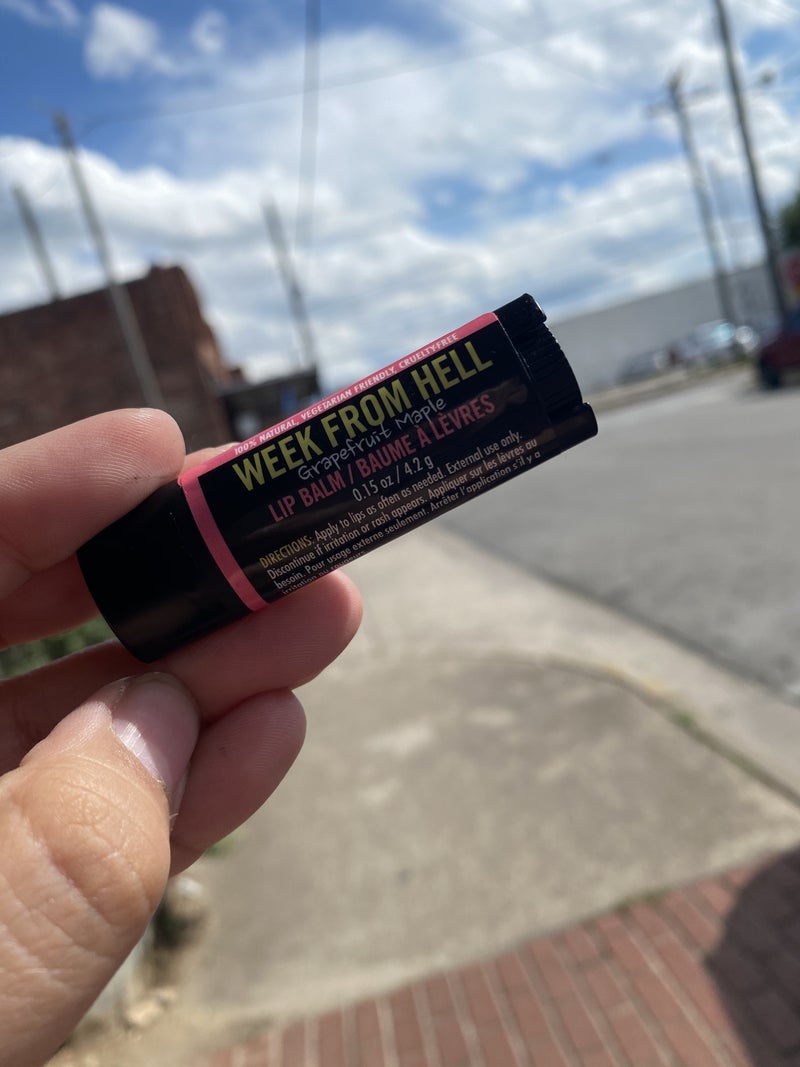 100% NATURAL, VEGETARIAN FRIENDLY, CRUELTY-FREE
WEEK FROM HELL
Grapefruit Maple
LIP BALM / BAUME À LÈVRES
0.15 oz / 4.2 g
DIRECTIONS: Apply to lips as often as needed. External use only.
Discontinue if irritation or rash appears. Appliquer sur les lèvres au
besoin. Pour usage externe seulement. Arrêter l'application s'il y a
irritation ou